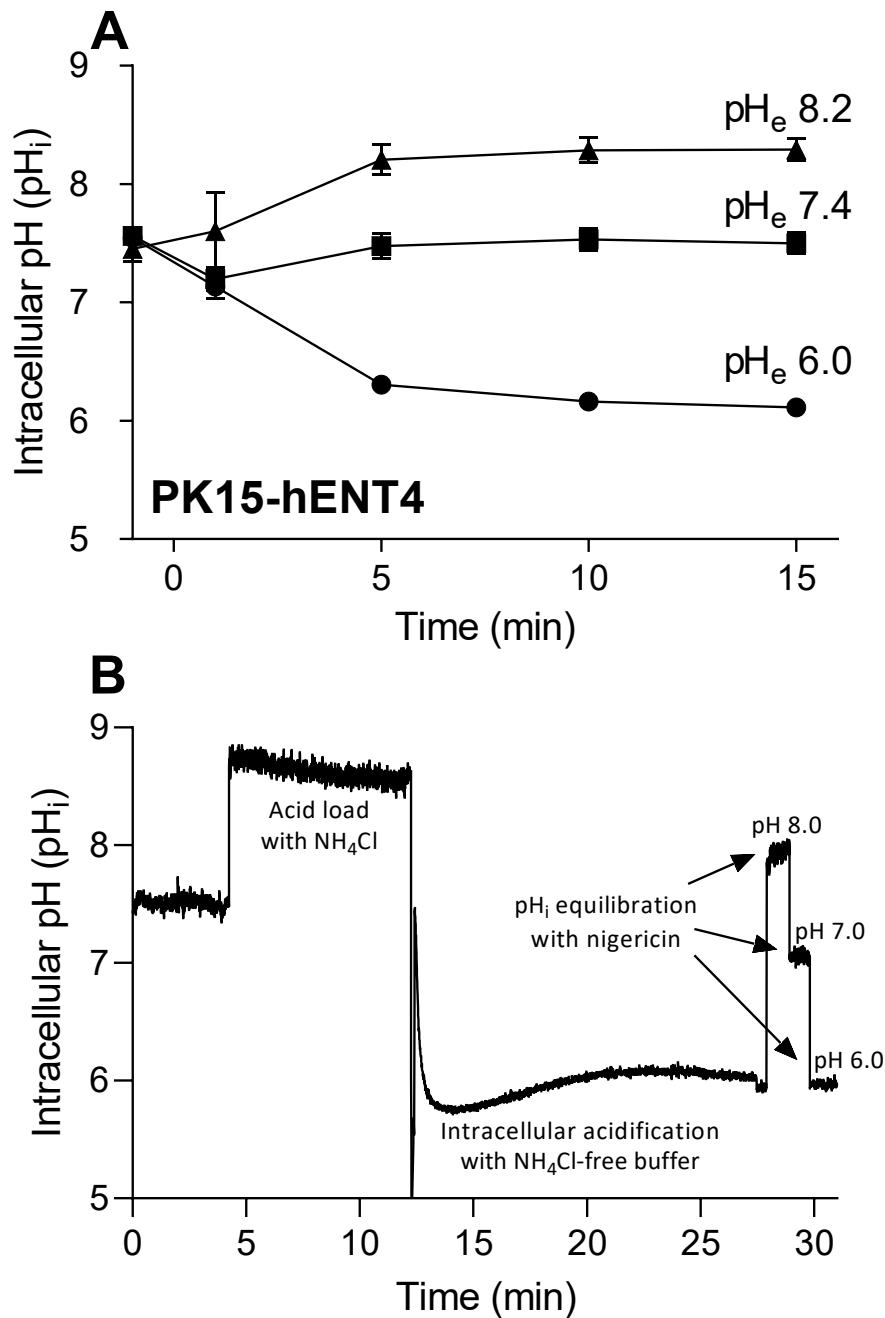 A
9
8
7
6
5
Intracellular pH (pHᵢ)
pHₑ 8.2
pHₑ 7.4
pHₑ 6.0
PK15-hENT4
0 5 10 15
Time (min)
B
9
8
7
6
5
Intracellular pH (pHᵢ)
Acid load
with NH₄Cl
pHᵢ equilibration
with nigericin
pH 8.0
pH 7.0
pH 6.0
Intracellular acidification
with NH₄Cl-free buffer
0 5 10 15 20 25 30
Time (min)